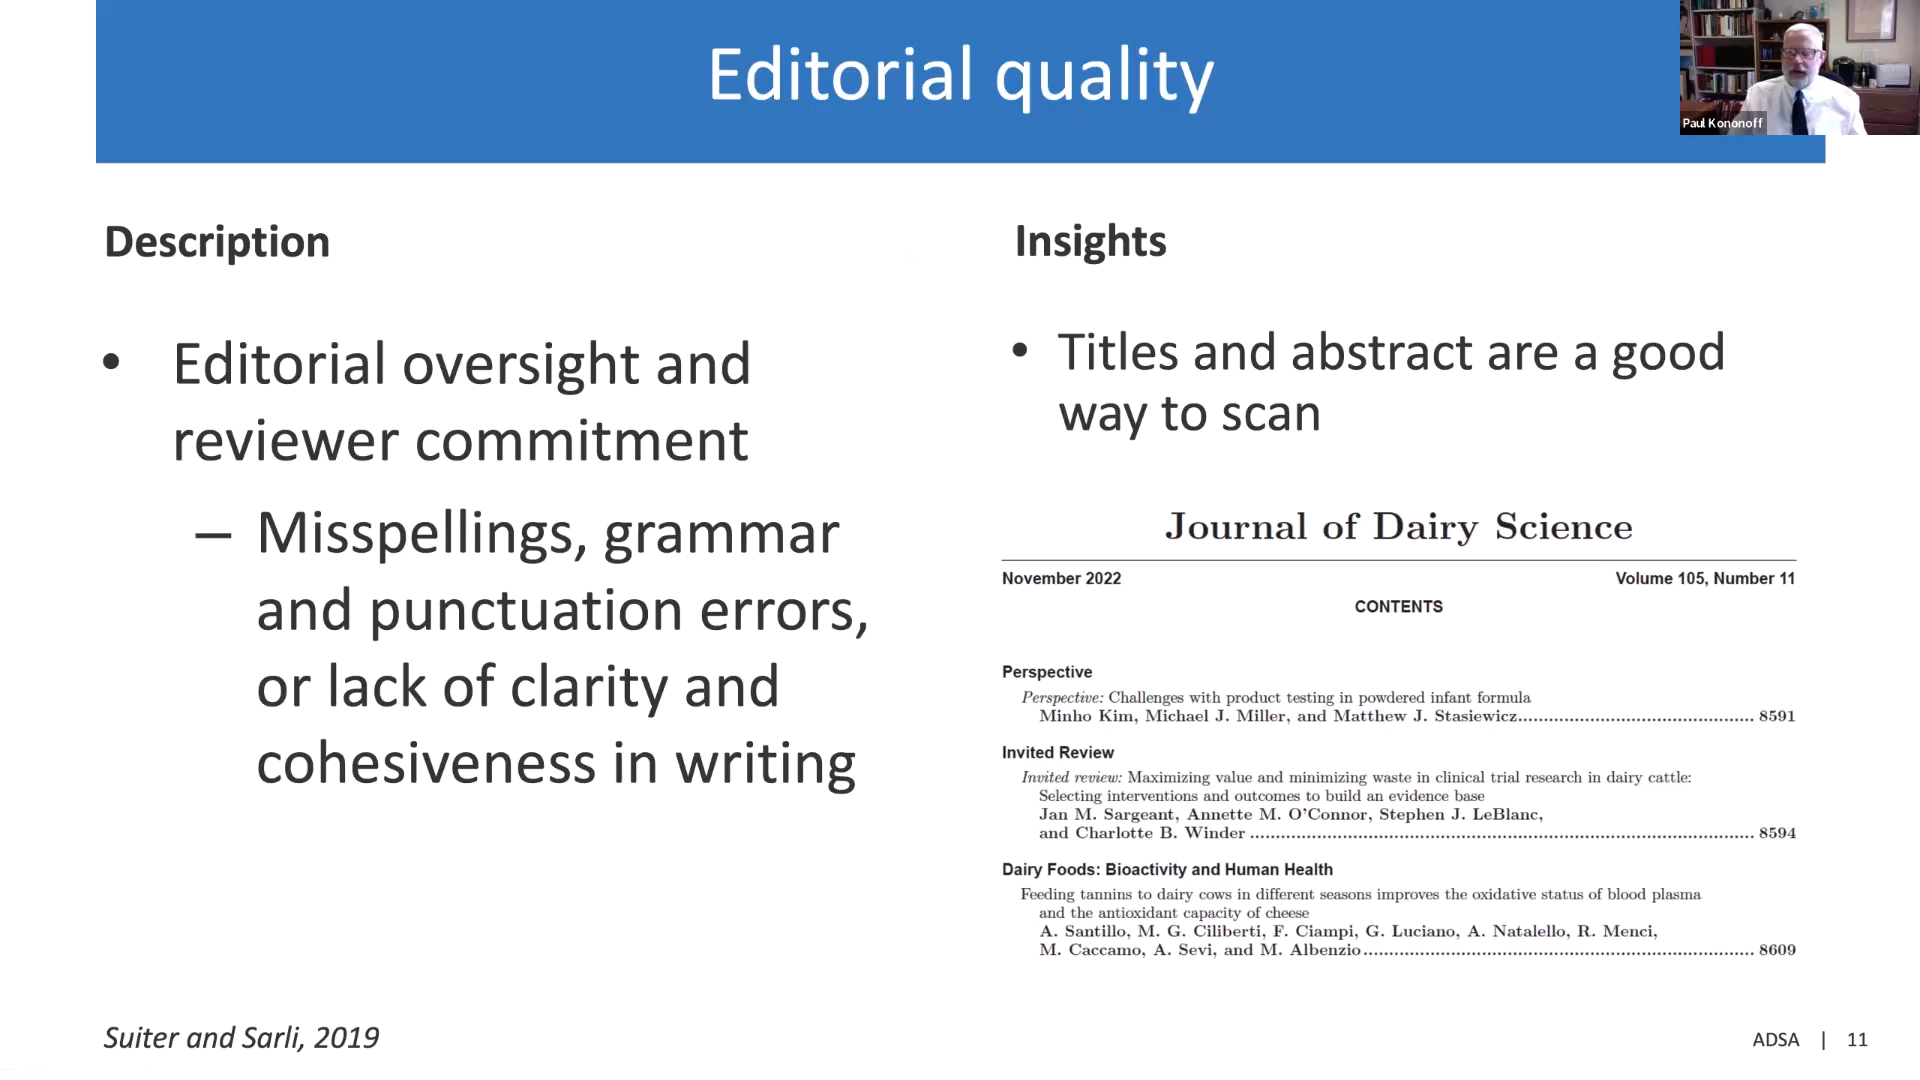 Editorial quality
Paul Kononoff
Description
• Editorial oversight and
reviewer commitment
– Misspellings, grammar
and punctuation errors,
or lack of clarity and
cohesiveness in writing
Insights
• Titles and abstract are a good
way to scan
Journal of Dairy Science
November 2022 Volume 105, Number 11
CONTENTS
Perspective
Perspective: Challenges with product testing in powdered infant formula
Minho Kim, Michael J. Miller, and Matthew J. Stasiewicz............................................. 8591
Invited Review
Invited review: Maximizing value and minimizing waste in clinical trial research in dairy cattle:
Selecting interventions and outcomes to build an evidence base
Jan M. Sargeant, Annette M. O'Connor, Stephen J. LeBlanc,
and Charlotte B. Winder ................................................................................................. 8594
Dairy Foods: Bioactivity and Human Health
Feeding tannins to dairy cows in different seasons improves the oxidative status of blood plasma
and the antioxidant capacity of cheese
A. Santillo, M. G. Ciliberti, F. Ciampi, G. Luciano, A. Natalello, R. Menci,
M. Caccamo, A. Sevi, and M. Albenzio........................................................................... 8609
Suiter and Sarli, 2019
ADSA | 11